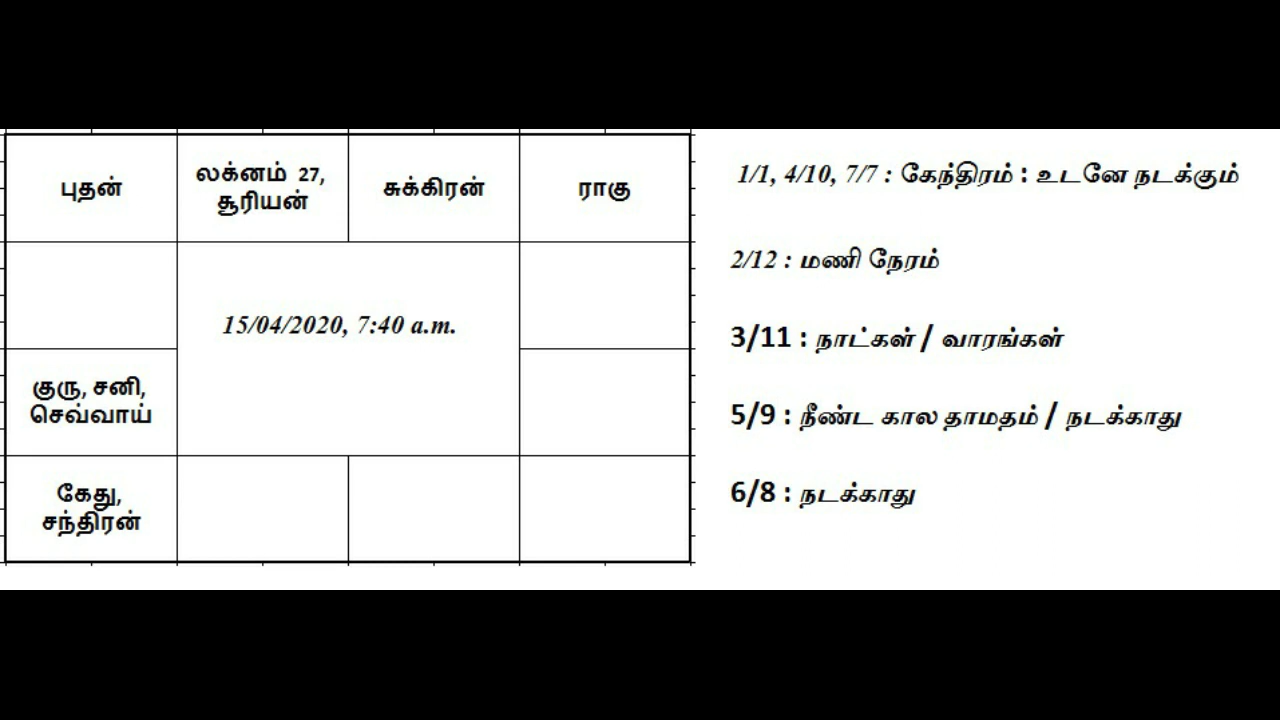 புதன்
லக்னம் 27,
சூரியன்
சுக்கிரன்
ராகு
15/04/2020, 7:40 a.m.
குரு, சனி,
செவ்வாய்
கேது,
சந்திரன்
1/1, 4/10, 7/7 : கேந்திரம் : உடனே நடக்கும்
2/12 : மணி நேரம்
3/11 : நாட்கள் / வாரங்கள்
5/9 : நீண்ட கால தாமதம் / நடக்காது
6/8 : நடக்காது